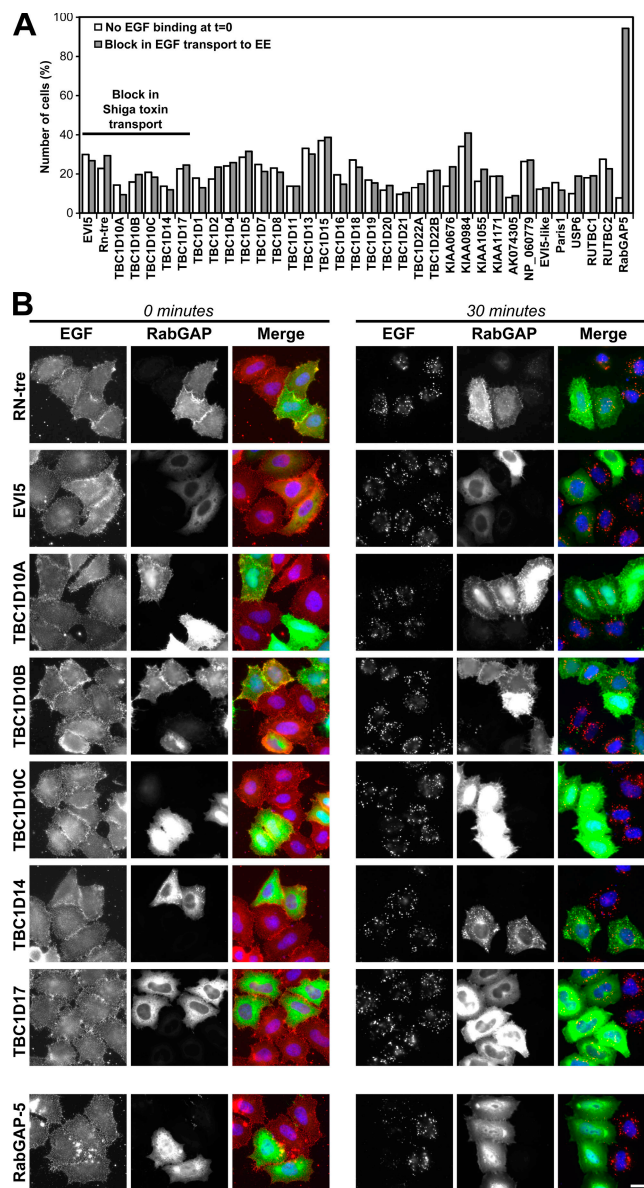 A
100
80
60
40
20
0
Number of cells (%)
No EGF binding at t=0
Block in EGF transport to EE
Block in
Shiga toxin
transport
EVI5
Rn-tre
TBC1D10A
TBC1D10B
TBC1D10C
TBC1D14
TBC1D17
TBC1D1
TBC1D2
TBC1D4
TBC1D5
TBC1D7
TBC1D8
TBC1D11
TBC1D13
TBC1D15
TBC1D16
TBC1D18
TBC1D19
TBC1D20
TBC1D21
TBC1D22A
TBC1D22B
KIAA0676
KIAA0984
KIAA1055
KIAA1171
AK074305
NP_060779
EVI5-like
Paris1
USP6
RUTBC1
RUTBC2
RabGAP5
B
0 minutes 30 minutes
EGF RabGAP Merge EGF RabGAP Merge
RN-tre
EVI5
TBC1D10A
TBC1D10B
TBC1D10C
TBC1D14
TBC1D17
RabGAP-5